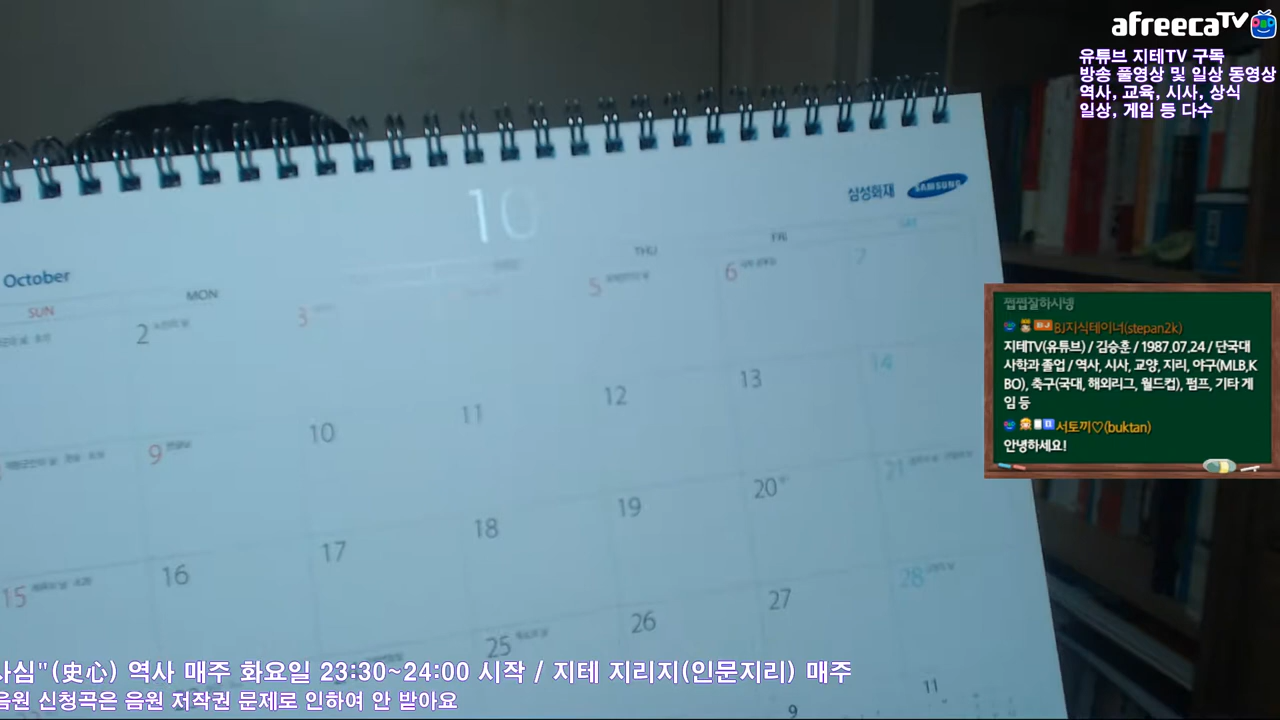 afreecaTV
유튜브 지테TV 구독
방송 풀영상 및 일상 동영상
역사, 교육, 시사, 상식
일상, 게임 등 다수
10
삼성화재 SAMSUNG
October
SUN MON THU FRI SAT
2 3 5 6 7
9 10 11 12 13 14
15 16 17 18 19 20 21
25 26 27 28
9 11
쩝쩝잘하시넹
BJ BJ지식테이너(stepan2k)
지테TV(유튜브) / 김승훈 / 1987.07.24 / 단국대
사학과 졸업 / 역사, 시사, 교양, 지리, 야구(MLB,K
BO), 축구(국대, 해외리그, 월드컵), 펌프, 기타 게
임 등
서토끼♡(buktan)
안녕하세요!
사심"(史心) 역사 매주 화요일 23:30~24:00 시작 / 지테 지리지(인문지리) 매주
음원 신청곡은 음원 저작권 문제로 인하여 안 받아요